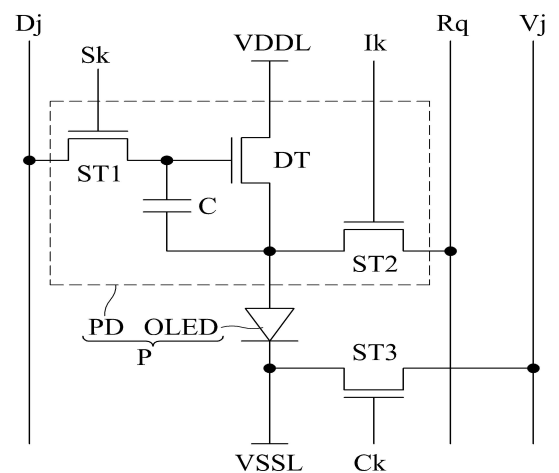 Dj
Sk
VDDL
Ik
Rq
Vj
ST1
DT
C
ST2
PD OLED
P
ST3
VSSL
Ck